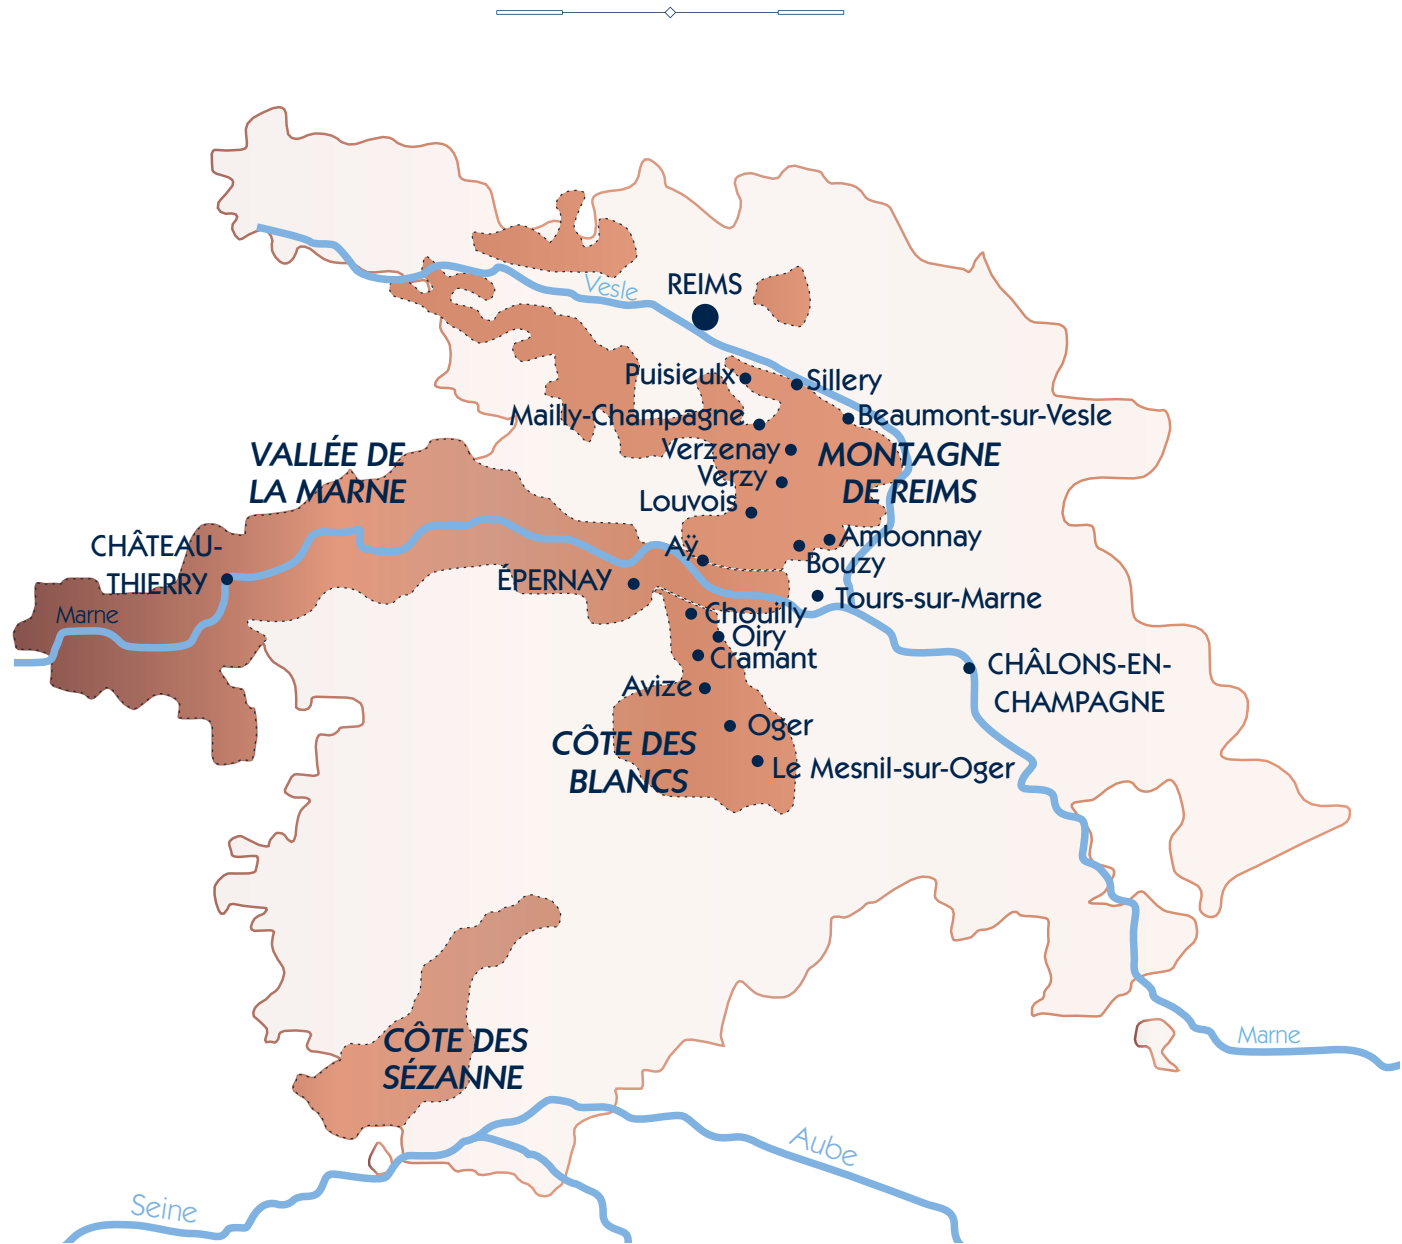 Vesle
REIMS
Puisieulx
Sillery
Mailly-Champagne
Beaumont-sur-Vesle
VALLÉE DE
LA MARNE
Verzenay
MONTAGNE
DE REIMS
Verzy
Louvois
CHÂTEAU-
THIERRY
Aÿ
Ambonnay
Bouzy
ÉPERNAY
Marne
Tours-sur-Marne
Chouilly
Oiry
Cramant
CHÂLONS-EN-
CHAMPAGNE
Avize
Oger
CÔTE DES
BLANCS
Le Mesnil-sur-Oger
CÔTE DES
SÉZANNE
Marne
Aube
Seine